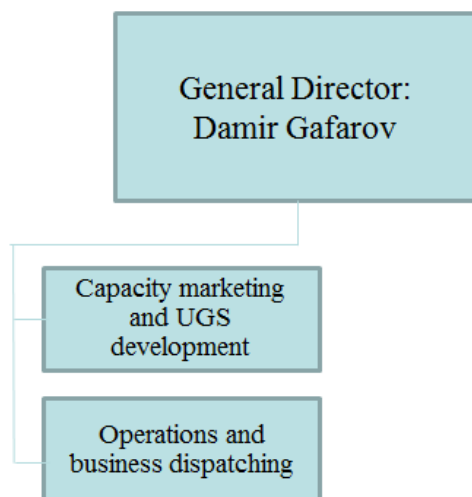 General Director:
Damir Gafarov
Capacity marketing
and UGS
development
Operations and
business dispatching